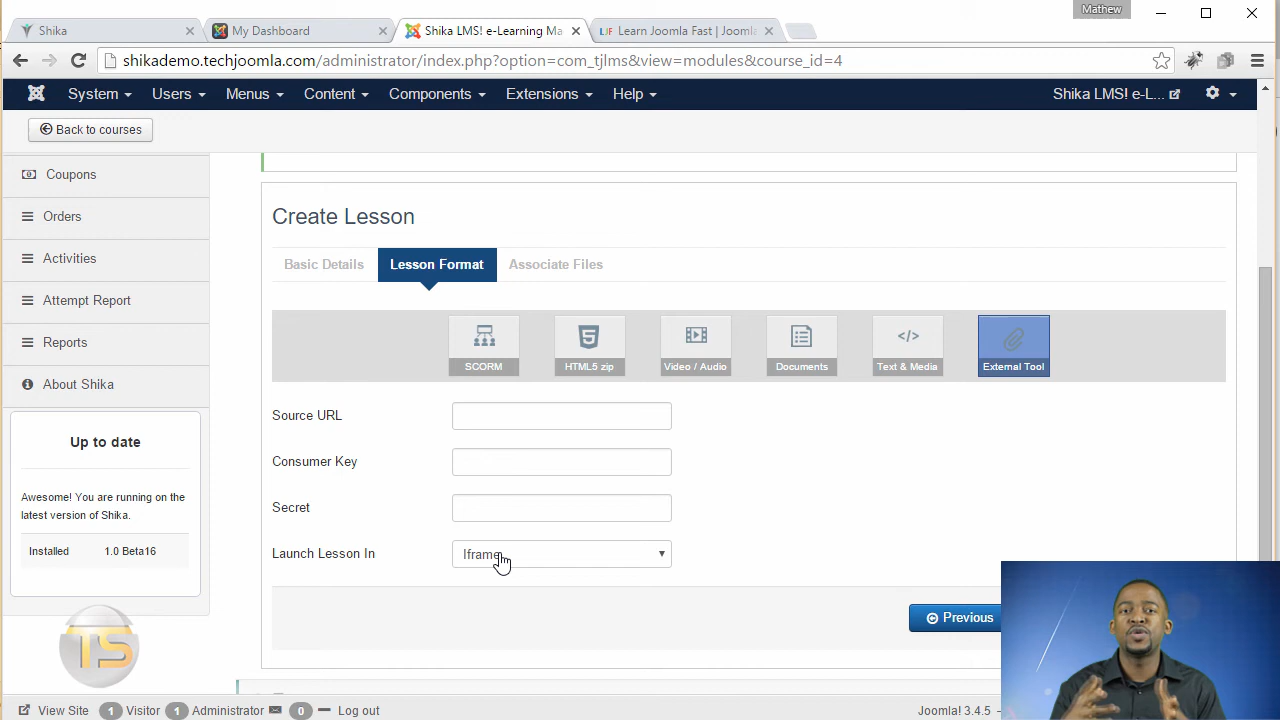 Mathew
Shika
My Dashboard
Shika LMS! e-Learning Ma
Learn Joomla Fast | Jooml
shikademo.techjoomla.com/administrator/index.php?option=com_tjlms&view=modules&course_id=4
System Users Menus Content Components Extensions Help Shika LMS! e-L...
Back to courses
Coupons
Orders
Activities
Attempt Report
Reports
About Shika
Up to date
Awesome! You are running on the
latest version of Shika.
Installed 1.0 Beta16
TS
Create Lesson
Basic Details Lesson Format Associate Files
SCORM HTML5 zip Video / Audio Documents Text & Media External Tool
Source URL
Consumer Key
Secret
Launch Lesson In Iframe
Previous
View Site 1 Visitor 1 Administrator 0 Log out Joomla! 3.4.5 –